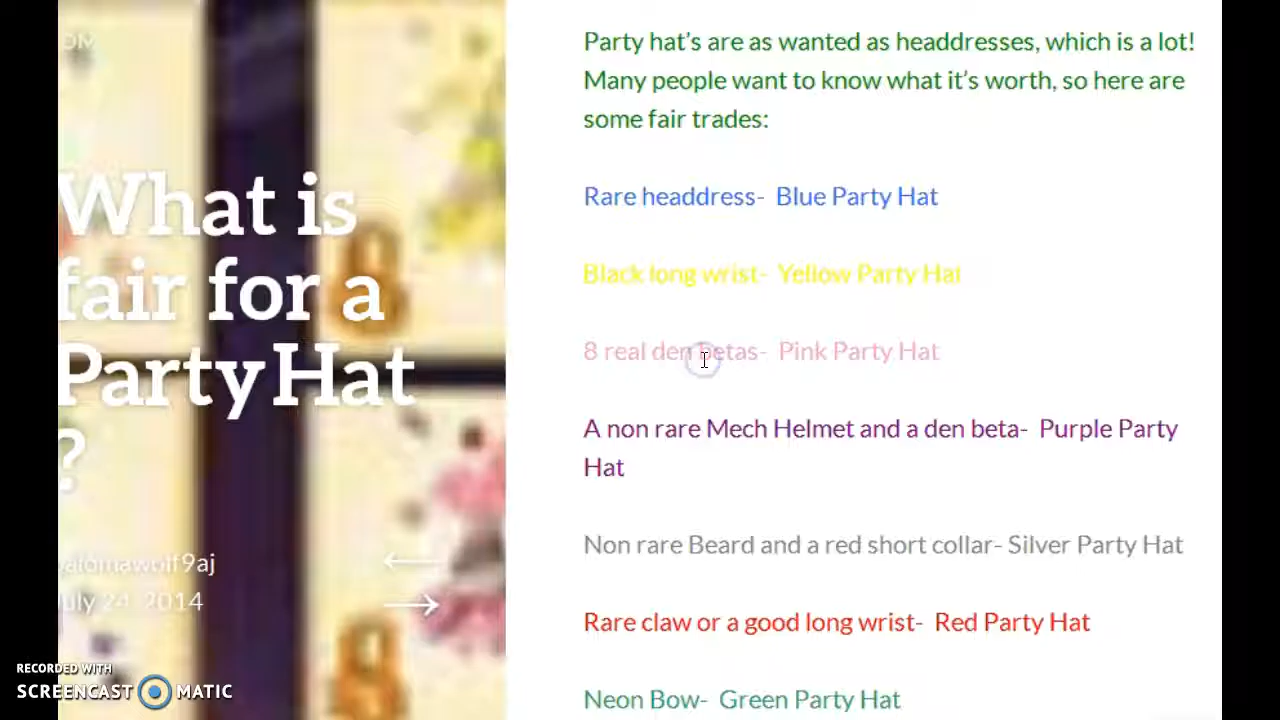 What is
fair for a
Party Hat
?
July 24, 2014
RECORDED WITH
SCREENCAST MATIC
Party hat’s are as wanted as headdresses, which is a lot!
Many people want to know what it’s worth, so here are
some fair trades:
Rare headdress- Blue Party Hat
Black long wrist- Yellow Party Hat
8 real den betas- Pink Party Hat
A non rare Mech Helmet and a den beta- Purple Party
Hat
Non rare Beard and a red short collar- Silver Party Hat
Rare claw or a good long wrist- Red Party Hat
Neon Bow- Green Party Hat